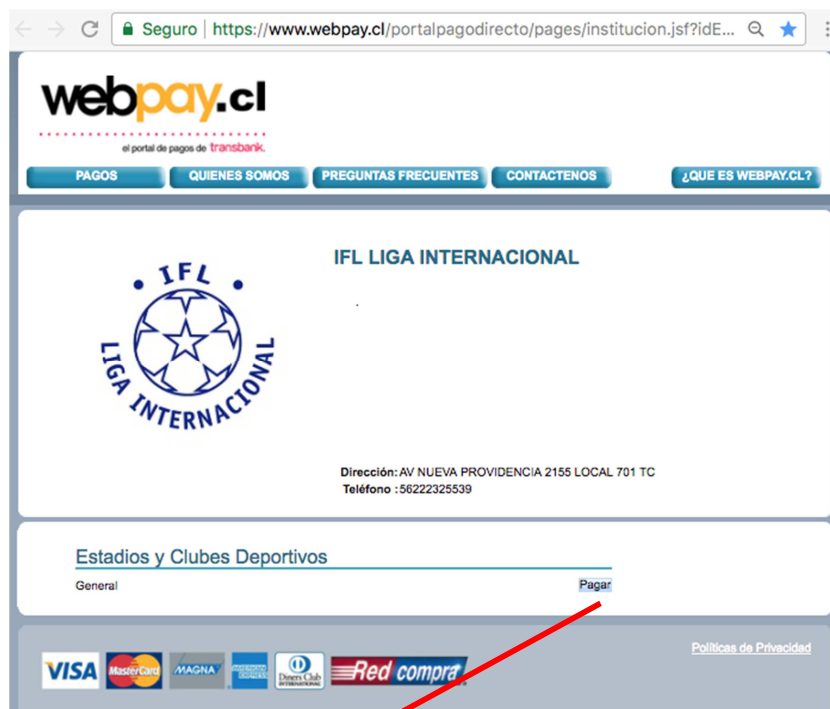 Seguro | https://www.webpay.cl/portalpagodirecto/pages/institucion.jsf?idE...
webpay.cl
el portal de pagos de transbank.
PAGOS QUIENES SOMOS PREGUNTAS FRECUENTES CONTACTENOS ¿QUE ES WEBPAY.CL?
IFL LIGA INTERNACIONAL
.
IFL
LIGA INTERNACIONAL
Dirección: AV NUEVA PROVIDENCIA 2155 LOCAL 701 TC
Teléfono :56222325539
Estadios y Clubes Deportivos
General Pagar
Políticas de Privacidad
VISA MasterCard MAGNA AMERICAN EXPRESS Diners Club INTERNATIONAL Red compra